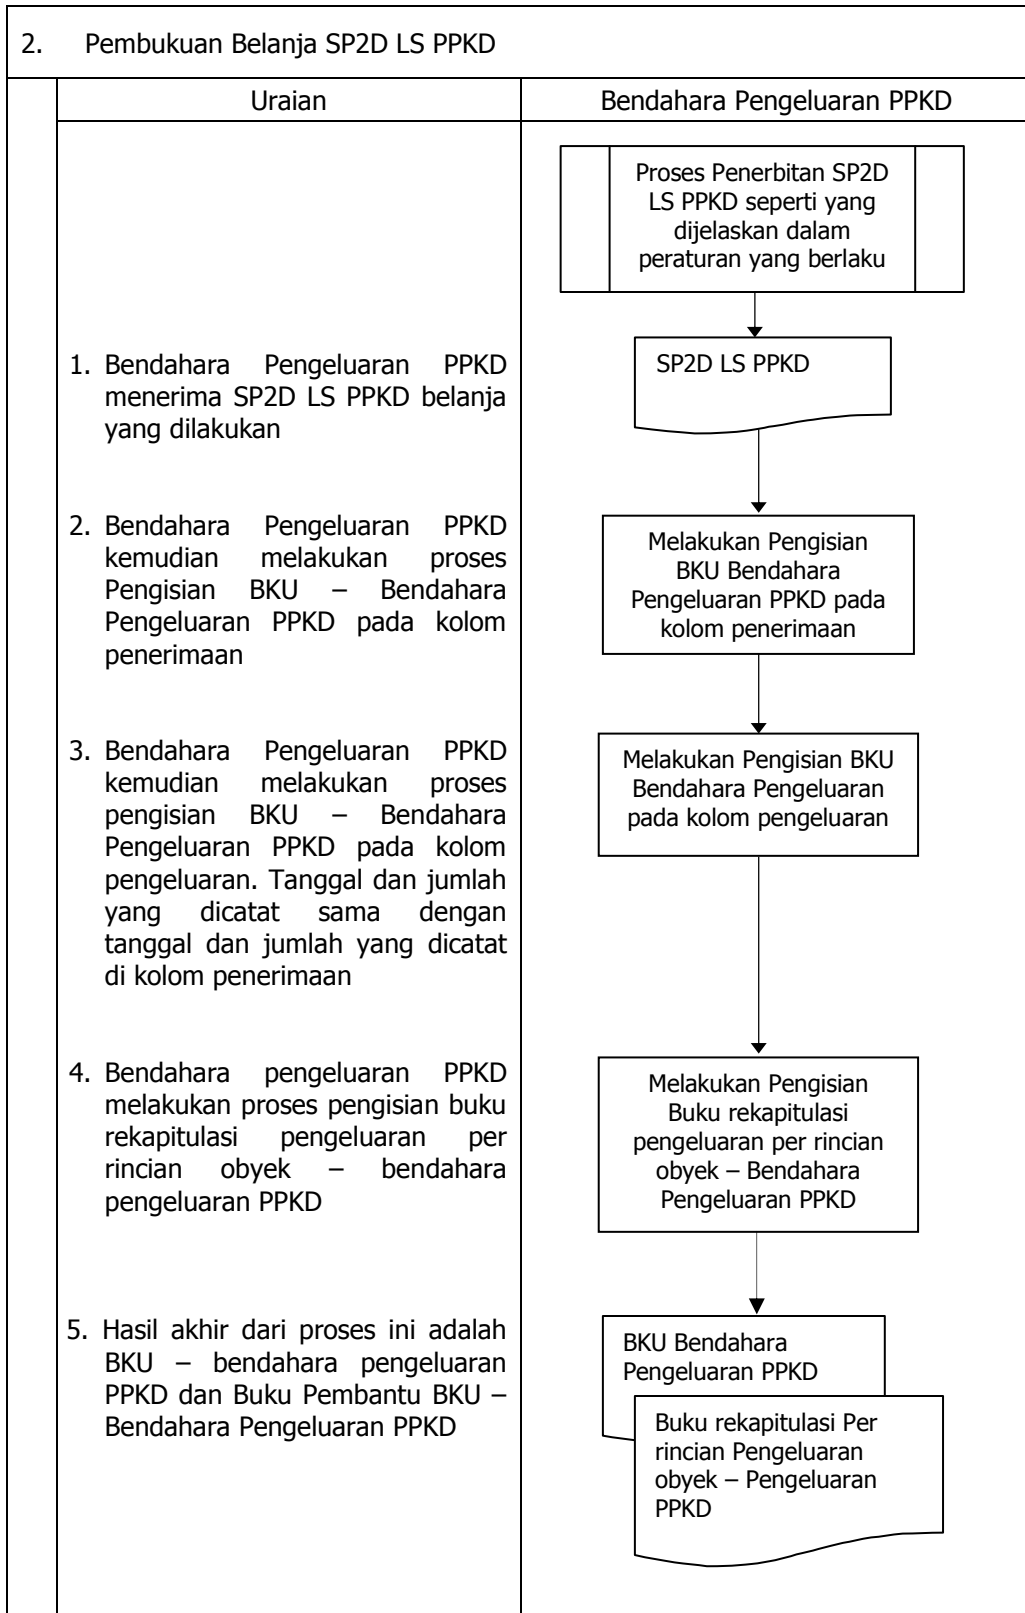 2. Pembukuan Belanja SP2D LS PPKD
Uraian
Bendahara Pengeluaran PPKD
Proses Penerbitan SP2D
LS PPKD seperti yang
dijelaskan dalam
peraturan yang berlaku
1. Bendahara Pengeluaran PPKD
menerima SP2D LS PPKD belanja
yang dilakukan
SP2D LS PPKD
2. Bendahara Pengeluaran PPKD
kemudian melakukan proses
Pengisian BKU – Bendahara
Pengeluaran PPKD pada kolom
penerimaan
Melakukan Pengisian
BKU Bendahara
Pengeluaran PPKD pada
kolom penerimaan
3. Bendahara Pengeluaran PPKD
kemudian melakukan proses
pengisian BKU – Bendahara
Pengeluaran PPKD pada kolom
pengeluaran. Tanggal dan jumlah
yang dicatat sama dengan
tanggal dan jumlah yang dicatat
di kolom penerimaan
Melakukan Pengisian BKU
Bendahara Pengeluaran
pada kolom pengeluaran
4. Bendahara pengeluaran PPKD
melakukan proses pengisian buku
rekapitulasi pengeluaran per
rincian obyek – bendahara
pengeluaran PPKD
Melakukan Pengisian
Buku rekapitulasi
pengeluaran per rincian
obyek – Bendahara
Pengeluaran PPKD
5. Hasil akhir dari proses ini adalah
BKU – bendahara pengeluaran
PPKD dan Buku Pembantu BKU –
Bendahara Pengeluaran PPKD
BKU Bendahara
Pengeluaran PPKD
Buku rekapitulasi Per
rincian Pengeluaran
obyek – Pengeluaran
PPKD